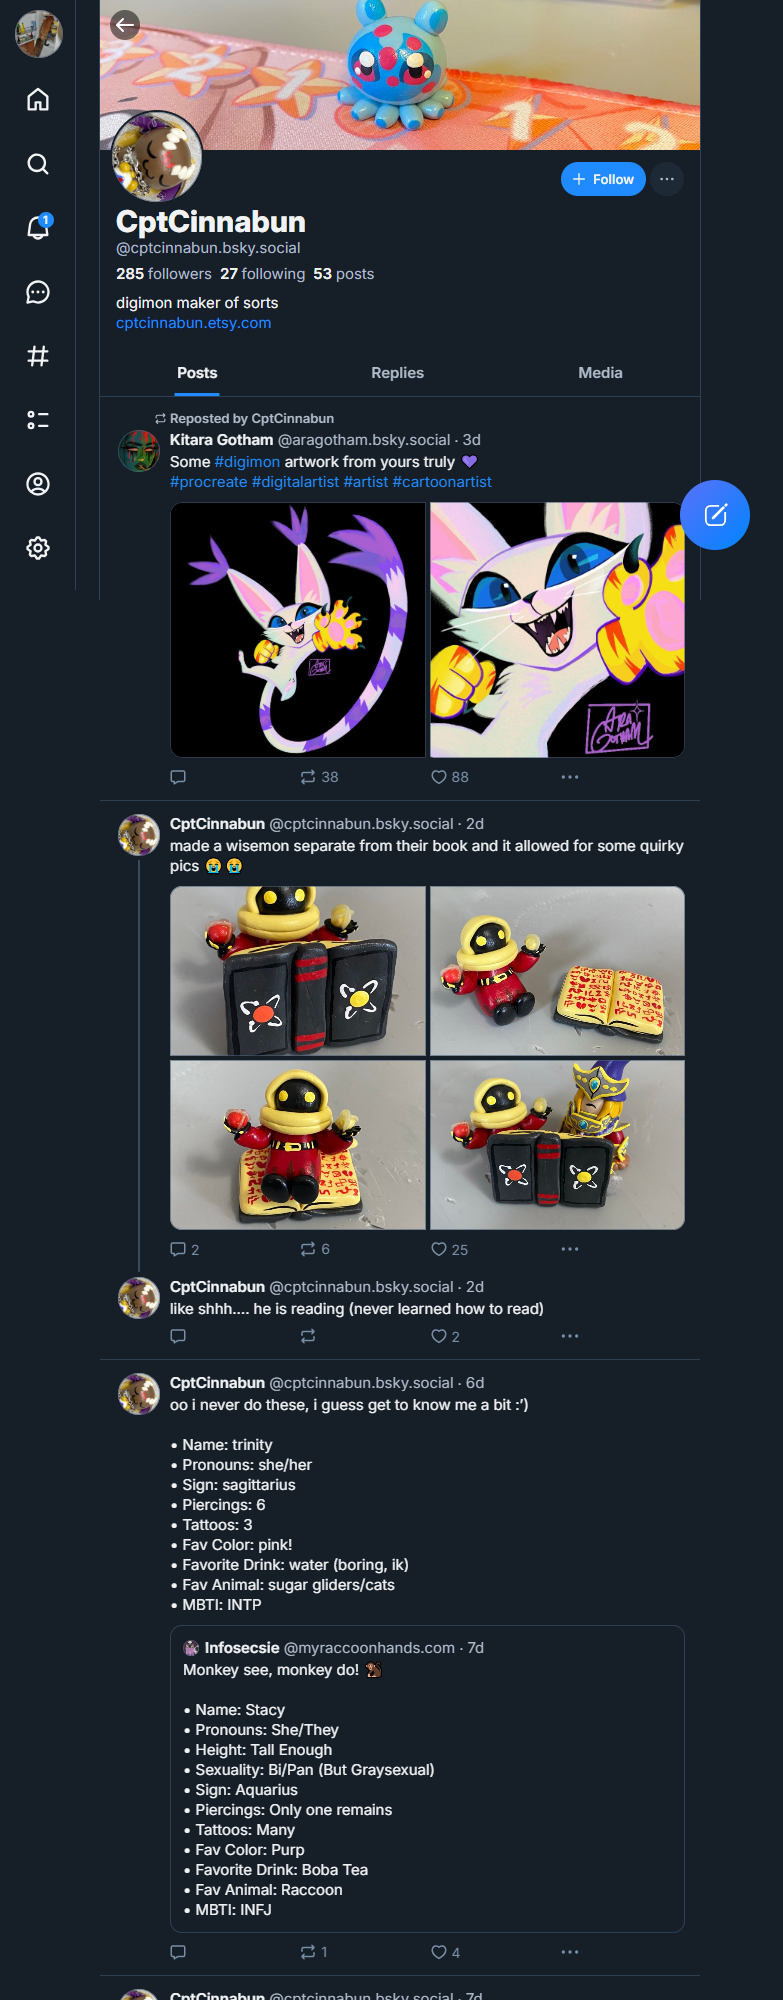 1
Follow
CptCinnabun
@cptcinnabun.bsky.social
285 followers 27 following 53 posts
digimon maker of sorts
cptcinnabun.etsy.com
Posts Replies Media
Reposted by CptCinnabun
Kitara Gotham @aragotham.bsky.social · 3d
Some #digimon artwork from yours truly 💜
#procreate #digitalartist #artist #cartoonartist
ARA
GOTHAM
38 88
CptCinnabun @cptcinnabun.bsky.social · 2d
made a wisemon separate from their book and it allowed for some quirky
pics 😭 😭
2 6 25
CptCinnabun @cptcinnabun.bsky.social · 2d
like shhh.... he is reading (never learned how to read)
2
CptCinnabun @cptcinnabun.bsky.social · 6d
oo i never do these, i guess get to know me a bit :’)
• Name: trinity
• Pronouns: she/her
• Sign: sagittarius
• Piercings: 6
• Tattoos: 3
• Fav Color: pink!
• Favorite Drink: water (boring, ik)
• Fav Animal: sugar gliders/cats
• MBTI: INTP
Infosecsie @myraccoonhands.com · 7d
Monkey see, monkey do! 🐒
• Name: Stacy
• Pronouns: She/They
• Height: Tall Enough
• Sexuality: Bi/Pan (But Graysexual)
• Sign: Aquarius
• Piercings: Only one remains
• Tattoos: Many
• Fav Color: Purp
• Favorite Drink: Boba Tea
• Fav Animal: Raccoon
• MBTI: INFJ
1 4
CptCinnabun @cptcinnabun.bsky.social · 7d